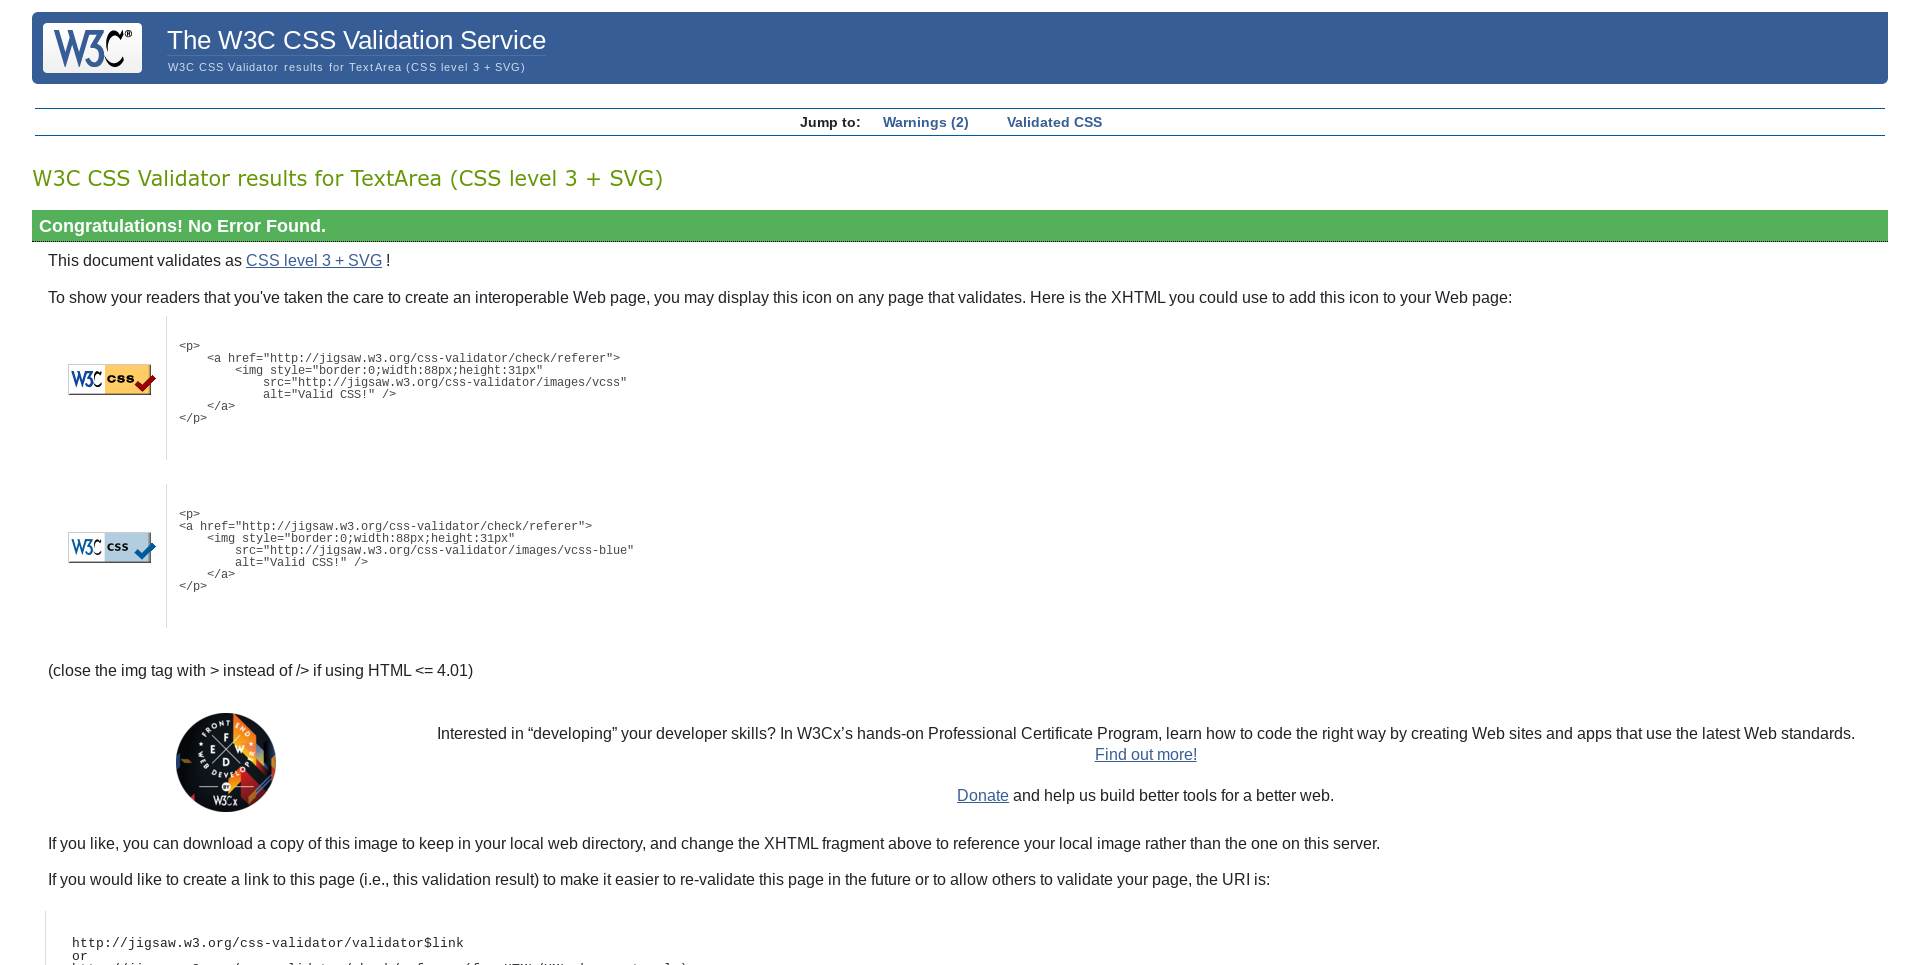 W3C®
The W3C CSS Validation Service
W3C CSS Validator results for TextArea (CSS level 3 + SVG)
Jump to: Warnings (2) Validated CSS
W3C CSS Validator results for TextArea (CSS level 3 + SVG)
Congratulations! No Error Found.
This document validates as CSS level 3 + SVG !
To show your readers that you've taken the care to create an interoperable Web page, you may display this icon on any page that validates. Here is the XHTML you could use to add this icon to your Web page:
W3C css
<p>
    <a href="http://jigsaw.w3.org/css-validator/check/referer">
        <img style="border:0;width:88px;height:31px"
            src="http://jigsaw.w3.org/css-validator/images/vcss"
            alt="Valid CSS!" />
    </a>
</p>
W3C css
<p>
<a href="http://jigsaw.w3.org/css-validator/check/referer">
    <img style="border:0;width:88px;height:31px"
        src="http://jigsaw.w3.org/css-validator/images/vcss-blue"
        alt="Valid CSS!" />
    </a>
</p>
(close the img tag with > instead of /> if using HTML <= 4.01)
FRONT END
F
E W
D
WEB DEVELOPER
BY
W3Cx
Interested in “developing” your developer skills? In W3Cx’s hands-on Professional Certificate Program, learn how to code the right way by creating Web sites and apps that use the latest Web standards.
Find out more!
Donate and help us build better tools for a better web.
If you like, you can download a copy of this image to keep in your local web directory, and change the XHTML fragment above to reference your local image rather than the one on this server.
If you would like to create a link to this page (i.e., this validation result) to make it easier to re-validate this page in the future or to allow others to validate your page, the URI is:
http://jigsaw.w3.org/css-validator/validator$link
or